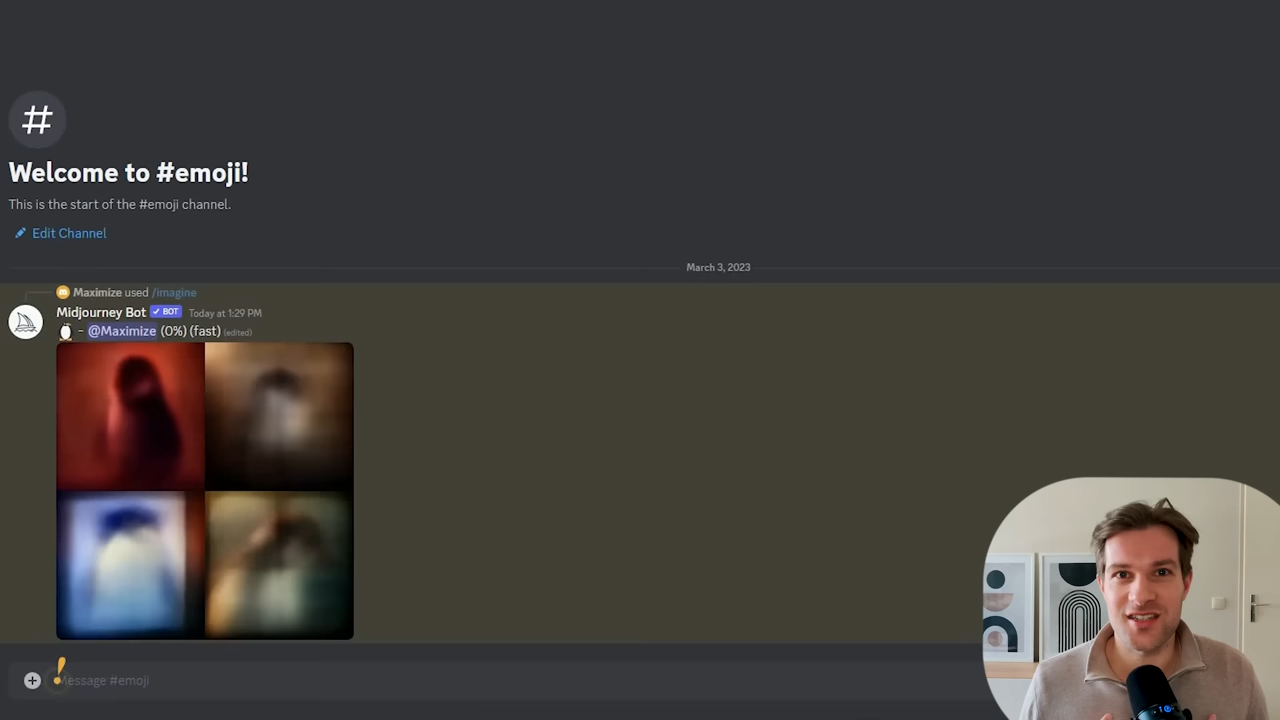 #
Welcome to #emoji!
This is the start of the #emoji channel.
Edit Channel
March 3, 2023
Maximize used /imagine
Midjourney Bot ✓ BOT Today at 1:29 PM
🐧 - @Maximize (0%) (fast) (edited)
Message #emoji